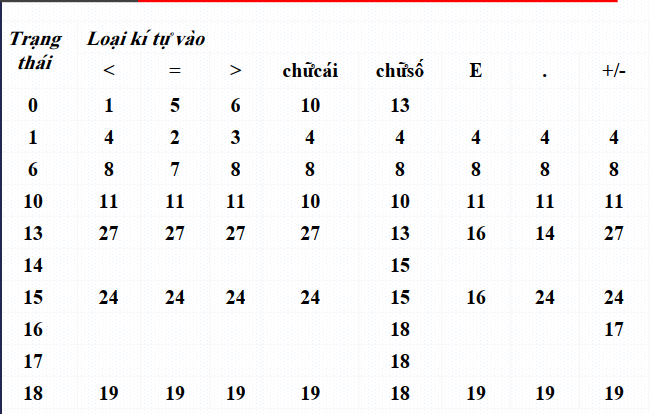 Trạng thái Loại kí tự vào
< = > chữcái chữsố E . +/-
0 1 5 6 10 13
1 4 2 3 4 4 4 4 4
6 8 7 8 8 8 8 8 8
10 11 11 11 10 10 11 11 11
13 27 27 27 27 13 16 14 27
14 15
15 24 24 24 24 15 16 24 24
16 18 17
17 18
18 19 19 19 19 18 19 19 19